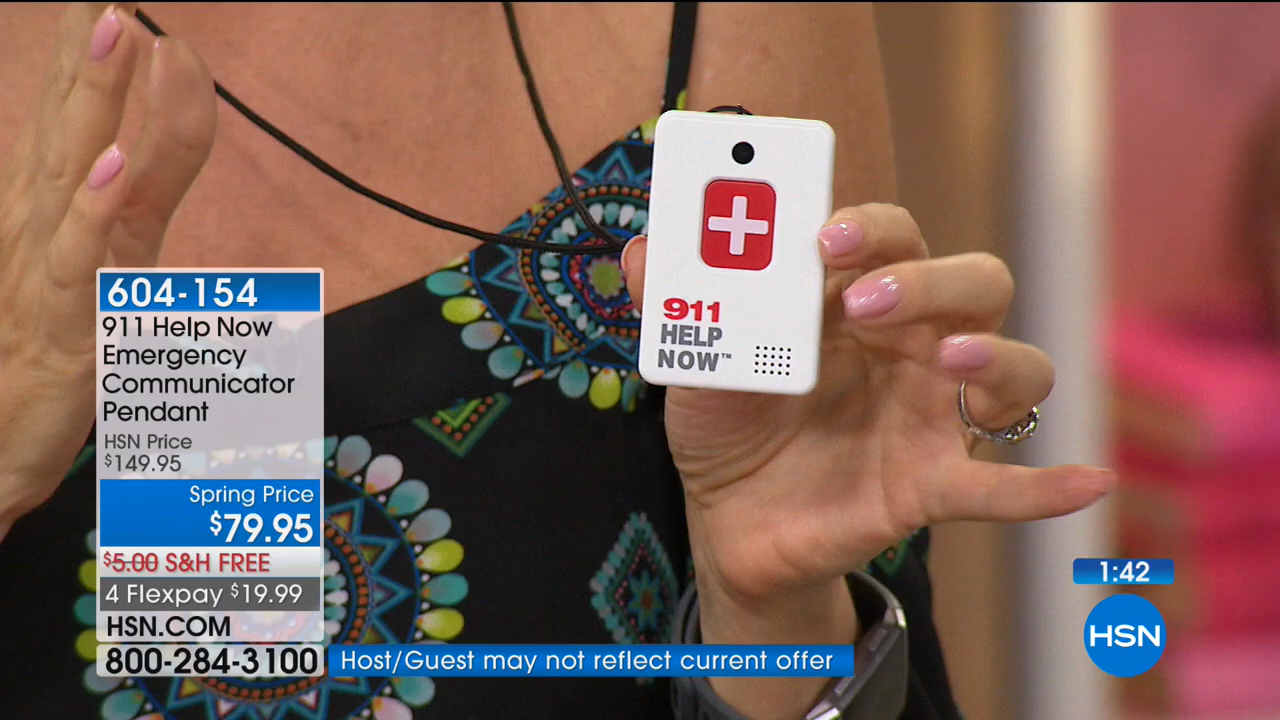 911
HELP
NOW™
604-154
911 Help Now
Emergency
Communicator
Pendant
HSN Price
$149.95
Spring Price
$79.95
$5.00 S&H FREE
4 Flexpay $19.99
HSN.COM
800-284-3100
Host/Guest may not reflect current offer
1:42
HSN